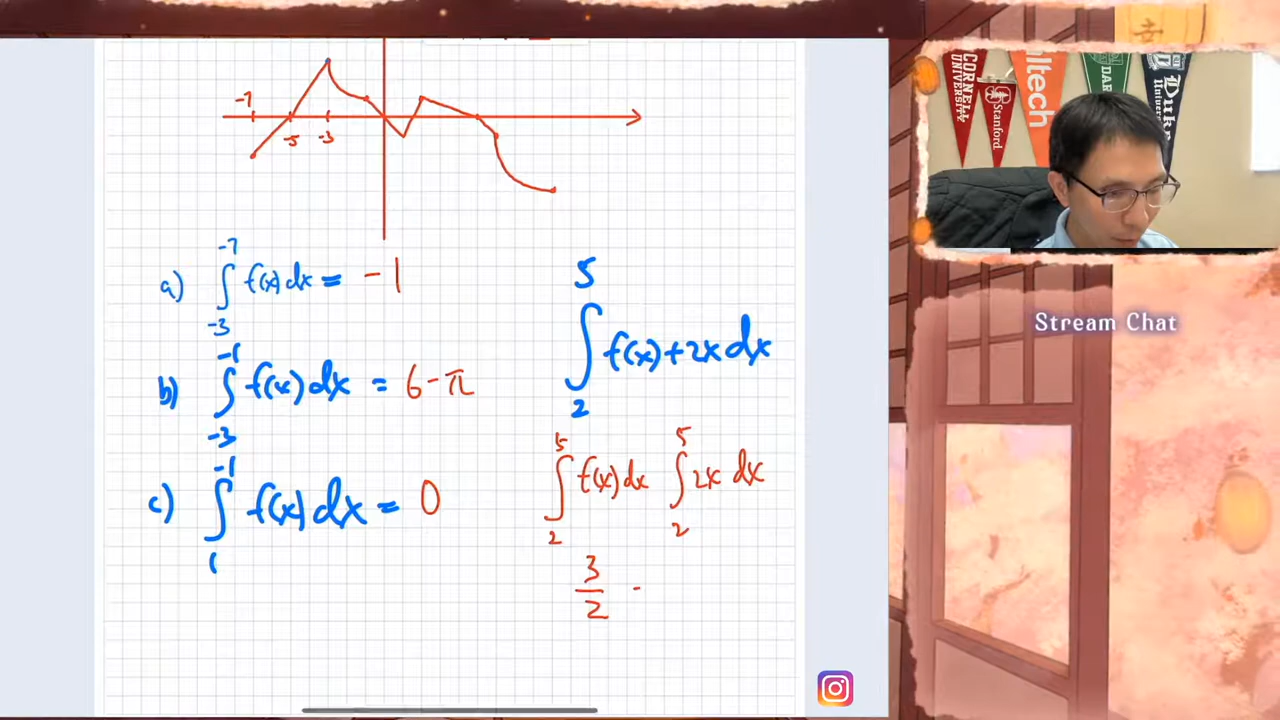 CORNELL
UNIVERSITY
Stanford
ltech
DAR
Duke
-7
-5
-3
a) ∫_{-3}^{-7} f(x) dx = -1
b) ∫_{-3}^{-1} f(x) dx = 6 - π
c) ∫_{1}^{-1} f(x) dx = 0
∫_{2}^{5} f(x) + 2x dx
∫_{2}^{5} f(x) dx ∫_{2}^{5} 2x dx
3/2 -
Stream Chat